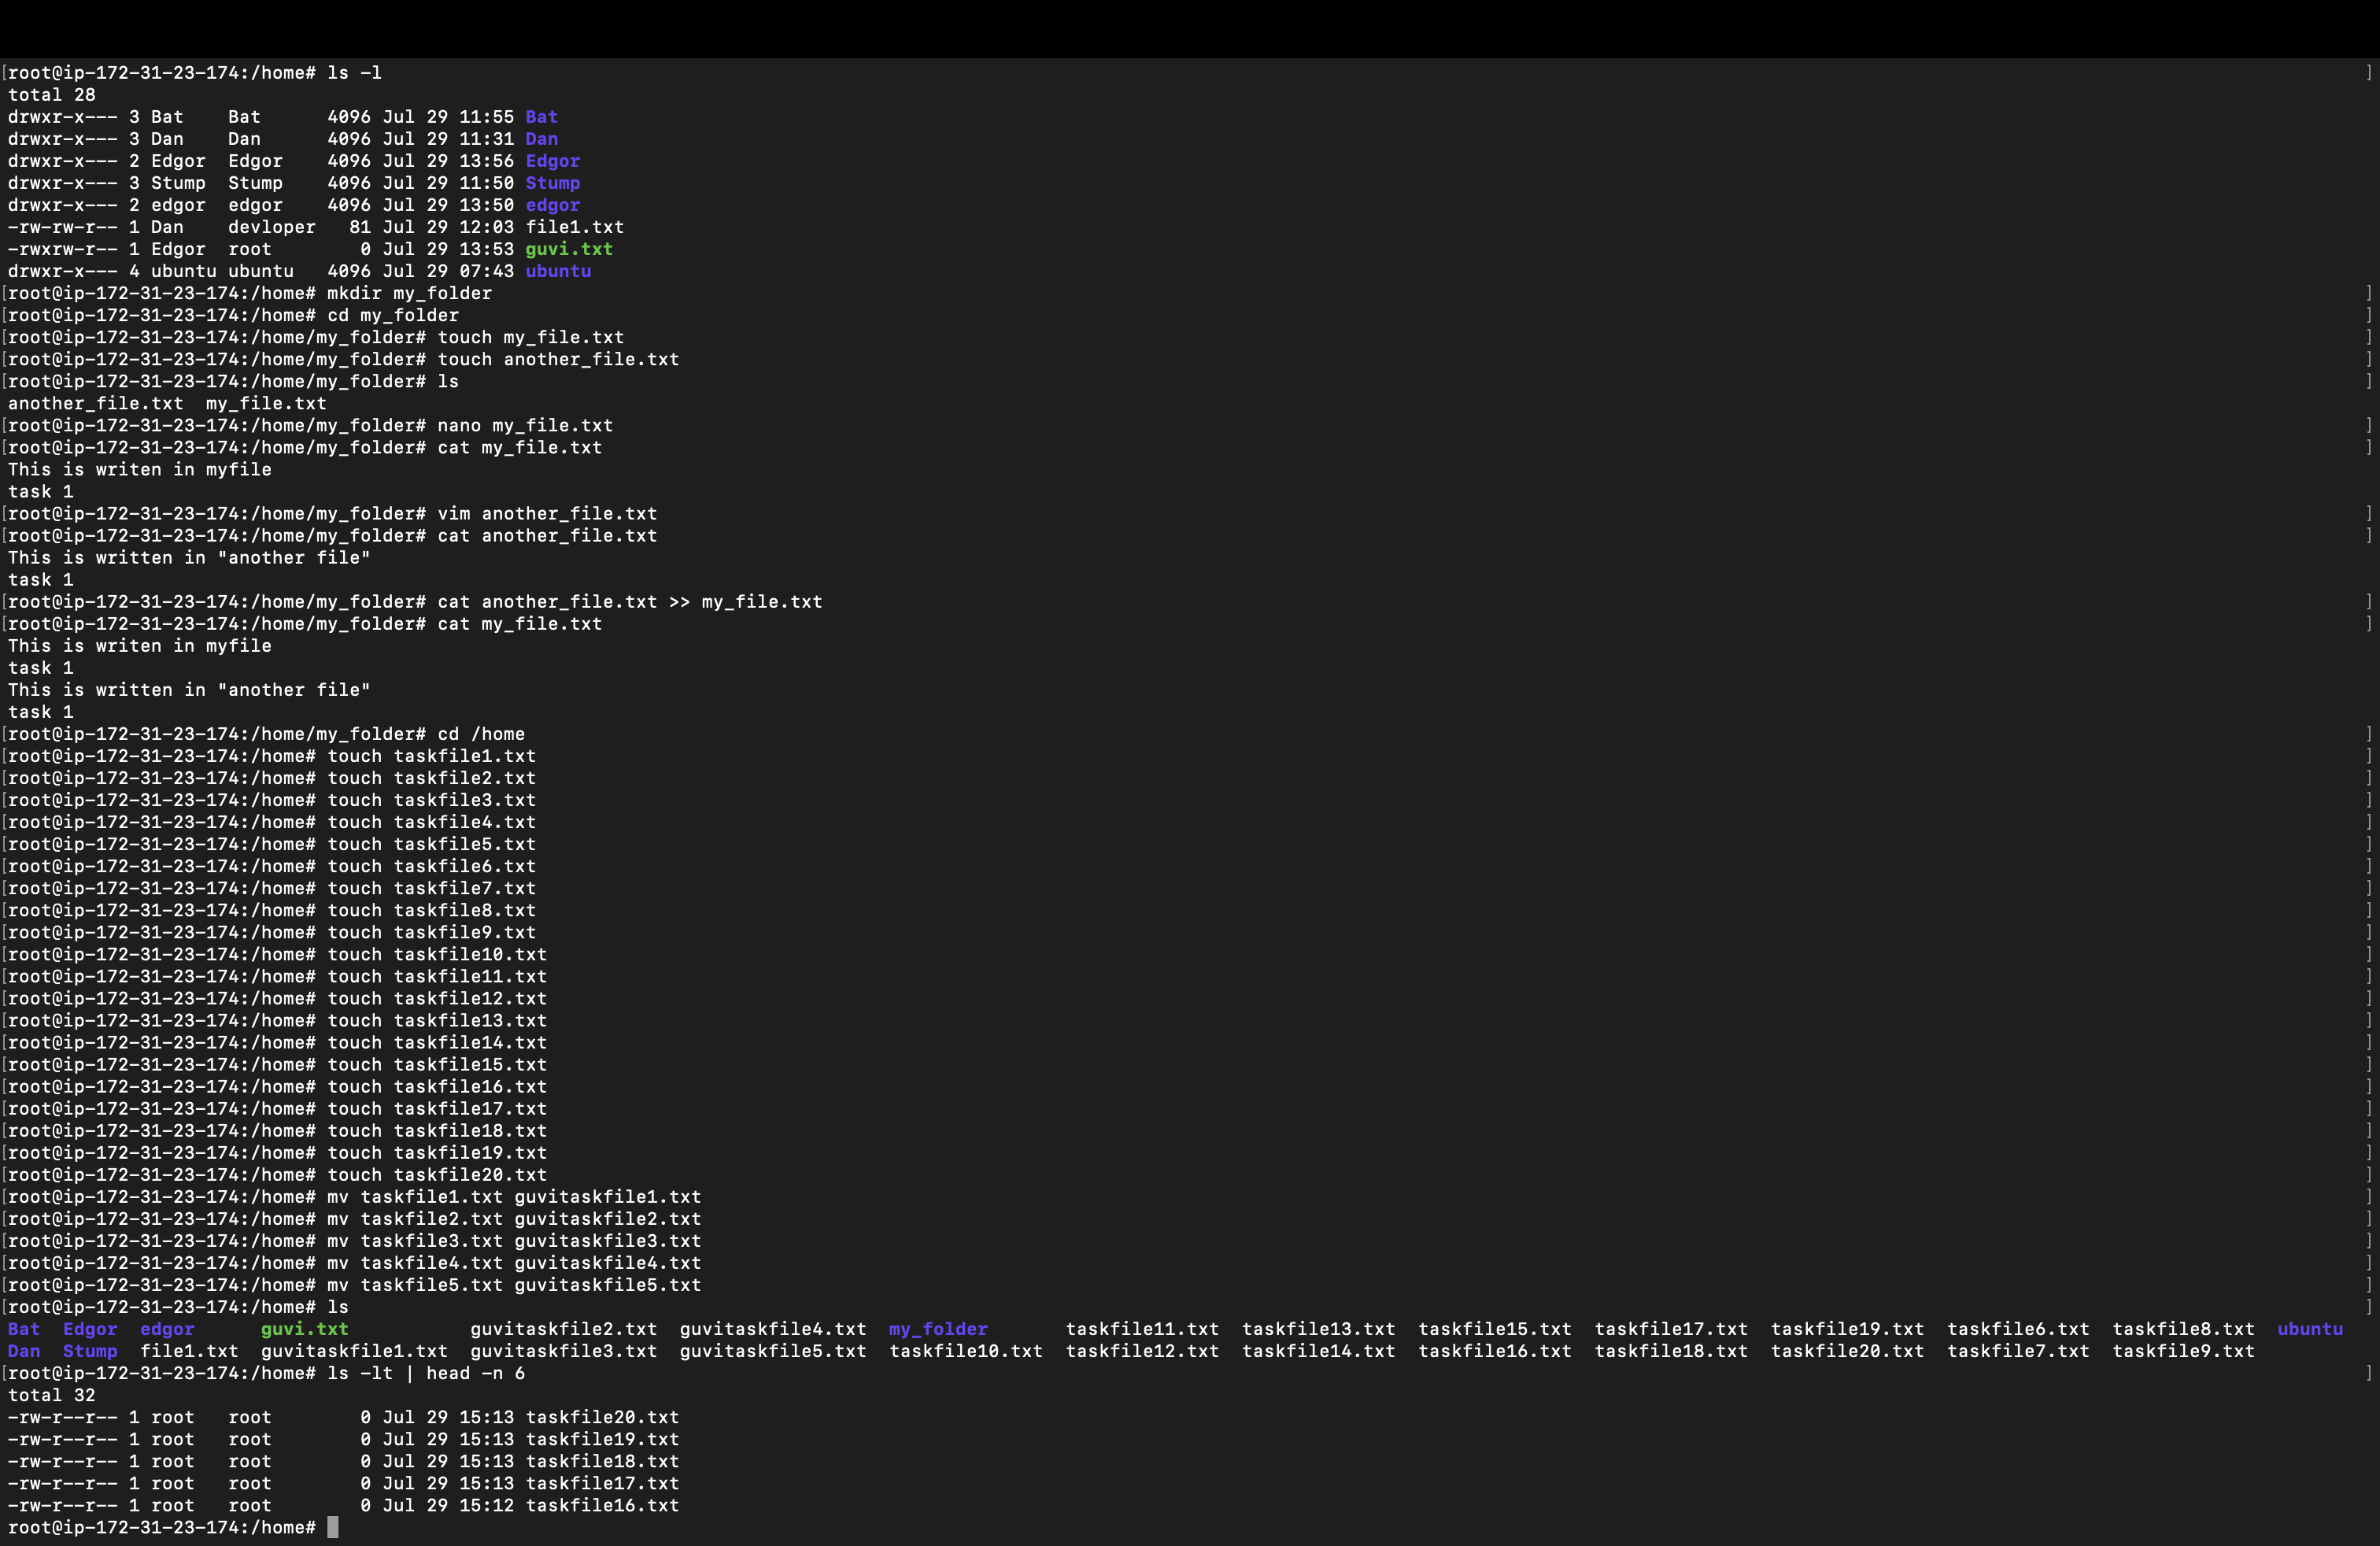 [root@ip-172-31-23-174:/home# ls -l ]
total 28
drwxr-x--- 3 Bat    Bat      4096 Jul 29 11:55 Bat
drwxr-x--- 3 Dan    Dan      4096 Jul 29 11:31 Dan
drwxr-x--- 2 Edgor  Edgor    4096 Jul 29 13:56 Edgor
drwxr-x--- 3 Stump  Stump    4096 Jul 29 11:50 Stump
drwxr-x--- 2 edgor  edgor    4096 Jul 29 13:50 edgor
-rw-rw-r-- 1 Dan    devloper   81 Jul 29 12:03 file1.txt
-rwxrw-r-- 1 Edgor  root        0 Jul 29 13:53 guvi.txt
drwxr-x--- 4 ubuntu ubuntu   4096 Jul 29 07:43 ubuntu
[root@ip-172-31-23-174:/home# mkdir my_folder ]
[root@ip-172-31-23-174:/home# cd my_folder ]
[root@ip-172-31-23-174:/home/my_folder# touch my_file.txt ]
[root@ip-172-31-23-174:/home/my_folder# touch another_file.txt ]
[root@ip-172-31-23-174:/home/my_folder# ls ]
another_file.txt  my_file.txt
[root@ip-172-31-23-174:/home/my_folder# nano my_file.txt ]
[root@ip-172-31-23-174:/home/my_folder# cat my_file.txt ]
This is writen in myfile
task 1
[root@ip-172-31-23-174:/home/my_folder# vim another_file.txt ]
[root@ip-172-31-23-174:/home/my_folder# cat another_file.txt ]
This is written in "another file"
task 1
[root@ip-172-31-23-174:/home/my_folder# cat another_file.txt >> my_file.txt ]
[root@ip-172-31-23-174:/home/my_folder# cat my_file.txt ]
This is writen in myfile
task 1
This is written in "another file"
task 1
[root@ip-172-31-23-174:/home/my_folder# cd /home ]
[root@ip-172-31-23-174:/home# touch taskfile1.txt ]
[root@ip-172-31-23-174:/home# touch taskfile2.txt ]
[root@ip-172-31-23-174:/home# touch taskfile3.txt ]
[root@ip-172-31-23-174:/home# touch taskfile4.txt ]
[root@ip-172-31-23-174:/home# touch taskfile5.txt ]
[root@ip-172-31-23-174:/home# touch taskfile6.txt ]
[root@ip-172-31-23-174:/home# touch taskfile7.txt ]
[root@ip-172-31-23-174:/home# touch taskfile8.txt ]
[root@ip-172-31-23-174:/home# touch taskfile9.txt ]
[root@ip-172-31-23-174:/home# touch taskfile10.txt ]
[root@ip-172-31-23-174:/home# touch taskfile11.txt ]
[root@ip-172-31-23-174:/home# touch taskfile12.txt ]
[root@ip-172-31-23-174:/home# touch taskfile13.txt ]
[root@ip-172-31-23-174:/home# touch taskfile14.txt ]
[root@ip-172-31-23-174:/home# touch taskfile15.txt ]
[root@ip-172-31-23-174:/home# touch taskfile16.txt ]
[root@ip-172-31-23-174:/home# touch taskfile17.txt ]
[root@ip-172-31-23-174:/home# touch taskfile18.txt ]
[root@ip-172-31-23-174:/home# touch taskfile19.txt ]
[root@ip-172-31-23-174:/home# touch taskfile20.txt ]
[root@ip-172-31-23-174:/home# mv taskfile1.txt guvitaskfile1.txt ]
[root@ip-172-31-23-174:/home# mv taskfile2.txt guvitaskfile2.txt ]
[root@ip-172-31-23-174:/home# mv taskfile3.txt guvitaskfile3.txt ]
[root@ip-172-31-23-174:/home# mv taskfile4.txt guvitaskfile4.txt ]
[root@ip-172-31-23-174:/home# mv taskfile5.txt guvitaskfile5.txt ]
[root@ip-172-31-23-174:/home# ls ]
Bat  Edgor  edgor      guvi.txt           guvitaskfile2.txt  guvitaskfile4.txt  my_folder       taskfile11.txt  taskfile13.txt  taskfile15.txt  taskfile17.txt  taskfile19.txt  taskfile6.txt  taskfile8.txt  ubuntu
Dan  Stump  file1.txt  guvitaskfile1.txt  guvitaskfile3.txt  guvitaskfile5.txt  taskfile10.txt  taskfile12.txt  taskfile14.txt  taskfile16.txt  taskfile18.txt  taskfile20.txt  taskfile7.txt  taskfile9.txt
[root@ip-172-31-23-174:/home# ls -lt | head -n 6 ]
total 32
-rw-r--r-- 1 root   root        0 Jul 29 15:13 taskfile20.txt
-rw-r--r-- 1 root   root        0 Jul 29 15:13 taskfile19.txt
-rw-r--r-- 1 root   root        0 Jul 29 15:13 taskfile18.txt
-rw-r--r-- 1 root   root        0 Jul 29 15:13 taskfile17.txt
-rw-r--r-- 1 root   root        0 Jul 29 15:12 taskfile16.txt
root@ip-172-31-23-174:/home#